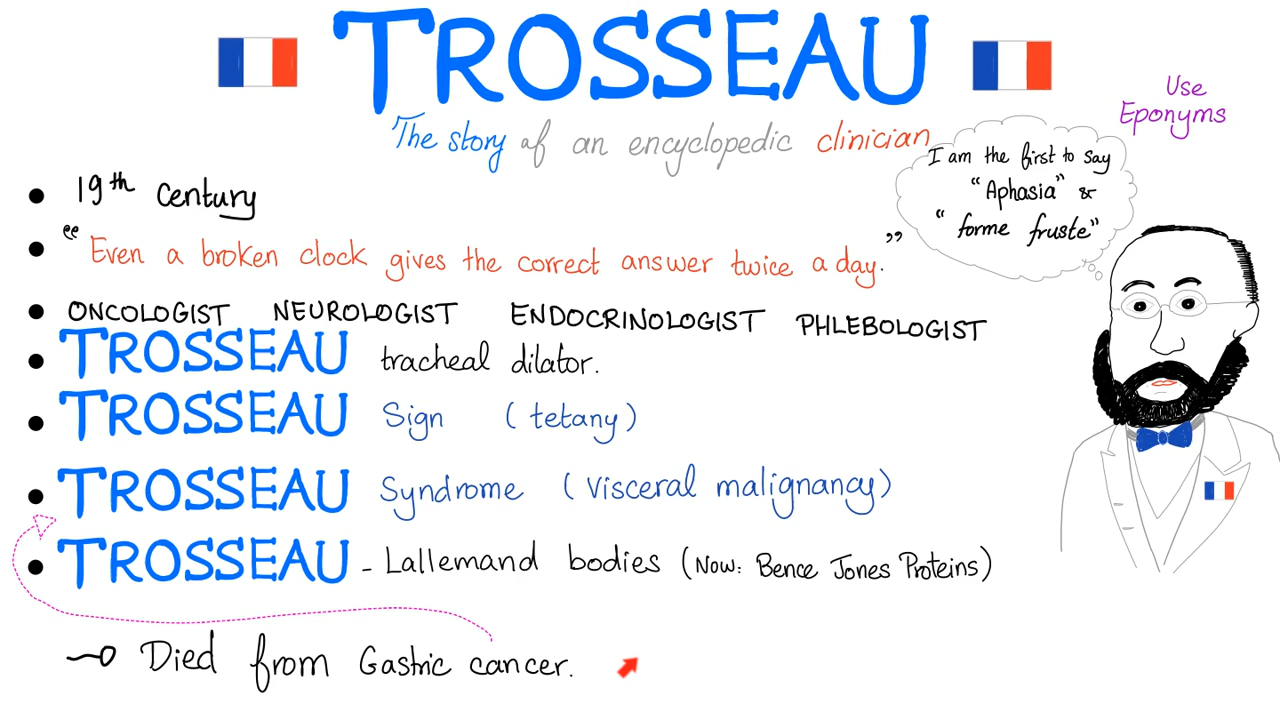 TROSSEAU
The story of an encyclopedic clinician
Use
Eponyms
I am the first to say
"Aphasia" &
"forme fruste"
• 19th Century
• "Even a broken clock gives the correct answer twice a day."
• ONCOLOGIST NEUROLOGIST ENDOCRINOLOGIST PHLEBOLOGIST
• TROSSEAU tracheal dilator.
• TROSSEAU Sign (tetany)
• TROSSEAU Syndrome (Visceral malignancy)
• TROSSEAU - Lallemand bodies (Now: Bence Jones Proteins)
Died from Gastric cancer.